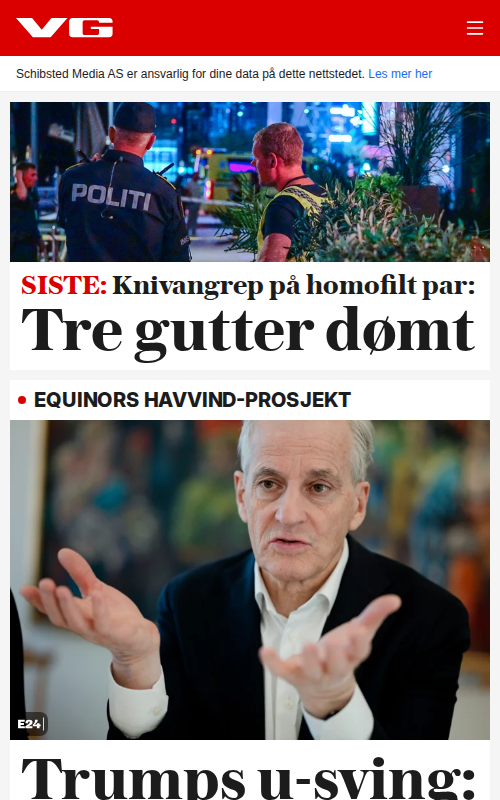 VG
Schibsted Media AS er ansvarlig for dine data på dette nettstedet. Les mer her
POLITI
SISTE: Knivangrep på homofilt par:
Tre gutter dømt
EQUINORS HAVVIND-PROSJEKT
E24
Trumps u-sving: